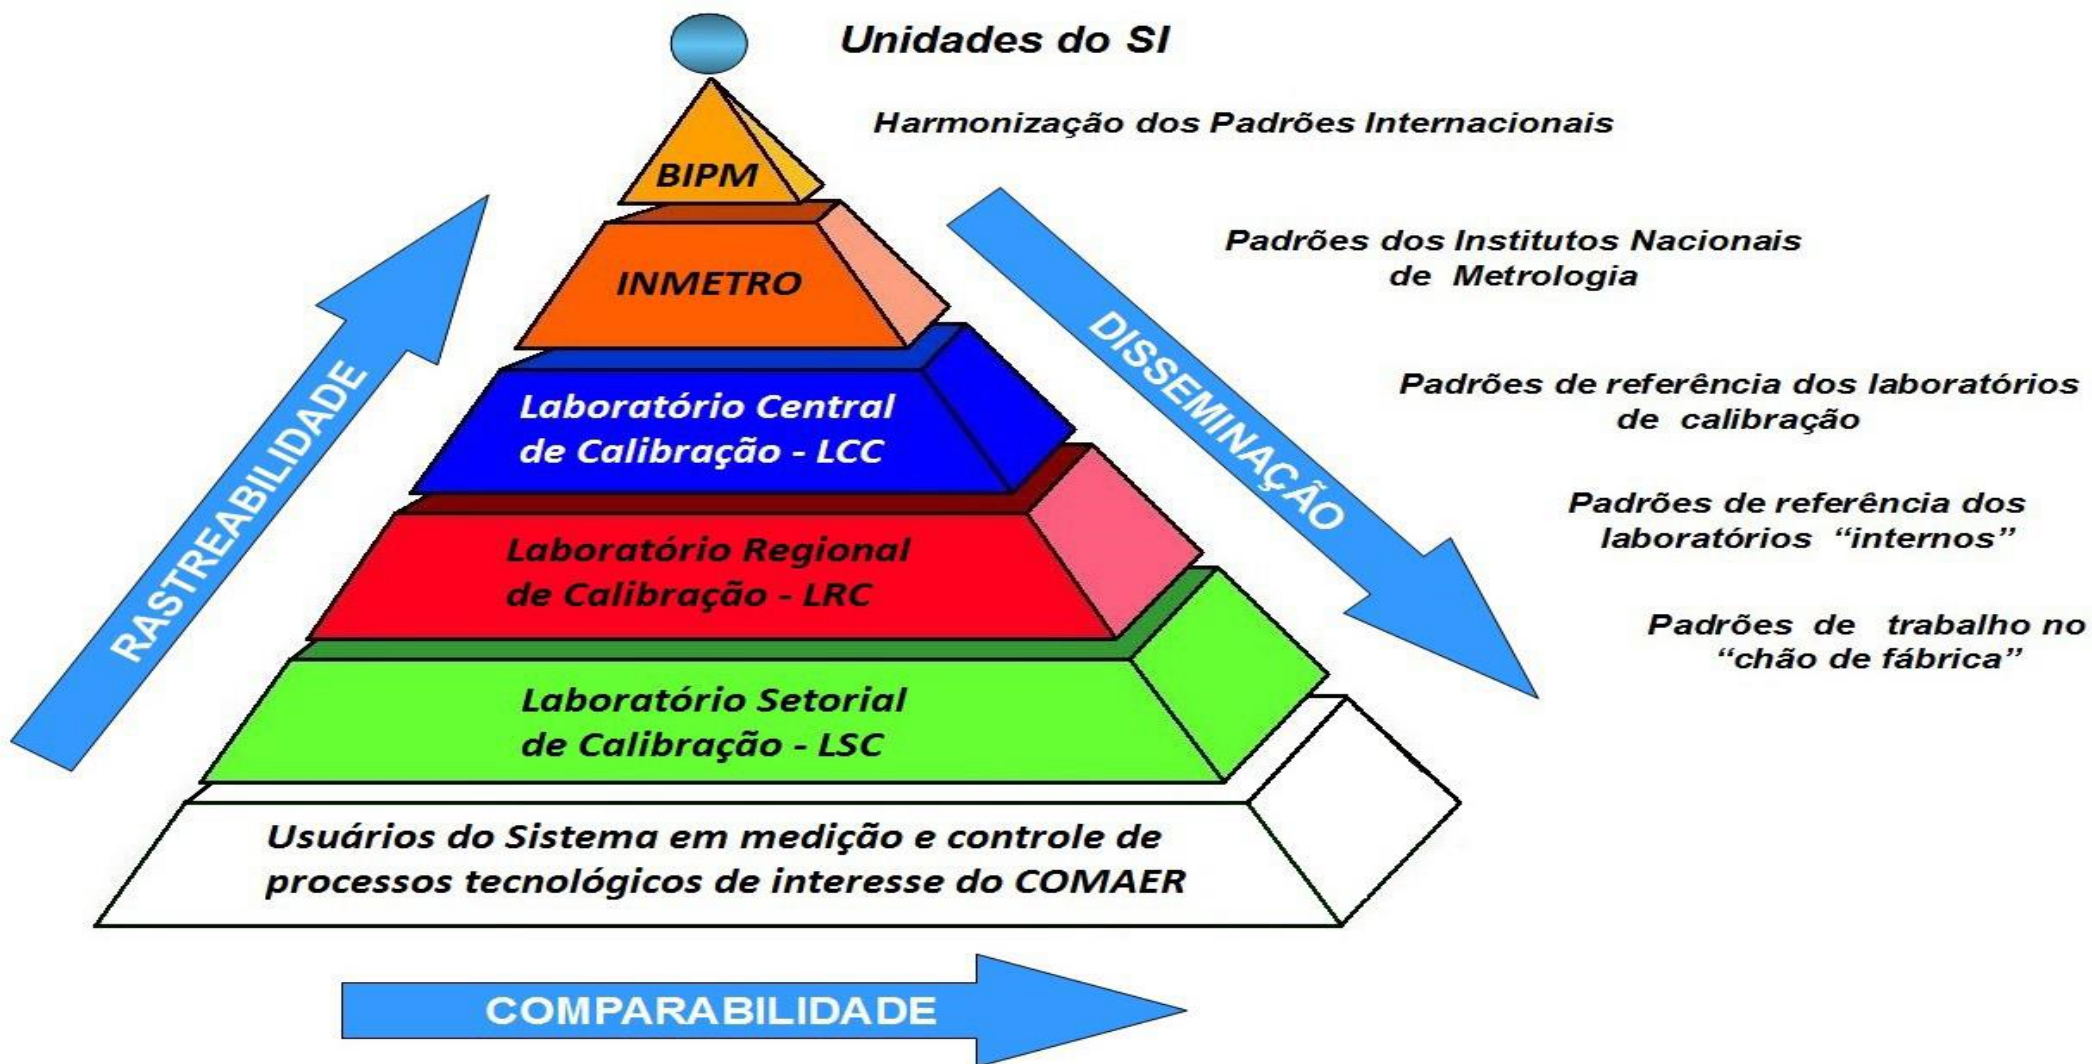 Unidades do SI
Harmonização dos Padrões Internacionais
BIPM
Padrões dos Institutos Nacionais
de Metrologia
INMETRO
RASTREABILIDADE
DISSEMINAÇÃO
Padrões de referência dos laboratórios
de calibração
Laboratório Central
de Calibração - LCC
Padrões de referência dos
laboratórios “internos”
Laboratório Regional
de Calibração - LRC
Padrões de trabalho no
“chão de fábrica”
Laboratório Setorial
de Calibração - LSC
Usuários do Sistema em medição e controle de
processos tecnológicos de interesse do COMAER
COMPARABILIDADE